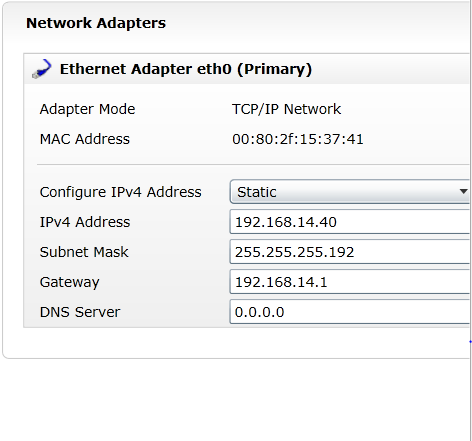 Network Adapters
Ethernet Adapter eth0 (Primary)
Adapter Mode TCP/IP Network
MAC Address 00:80:2f:15:37:41
Configure IPv4 Address Static
IPv4 Address 192.168.14.40
Subnet Mask 255.255.255.192
Gateway 192.168.14.1
DNS Server 0.0.0.0